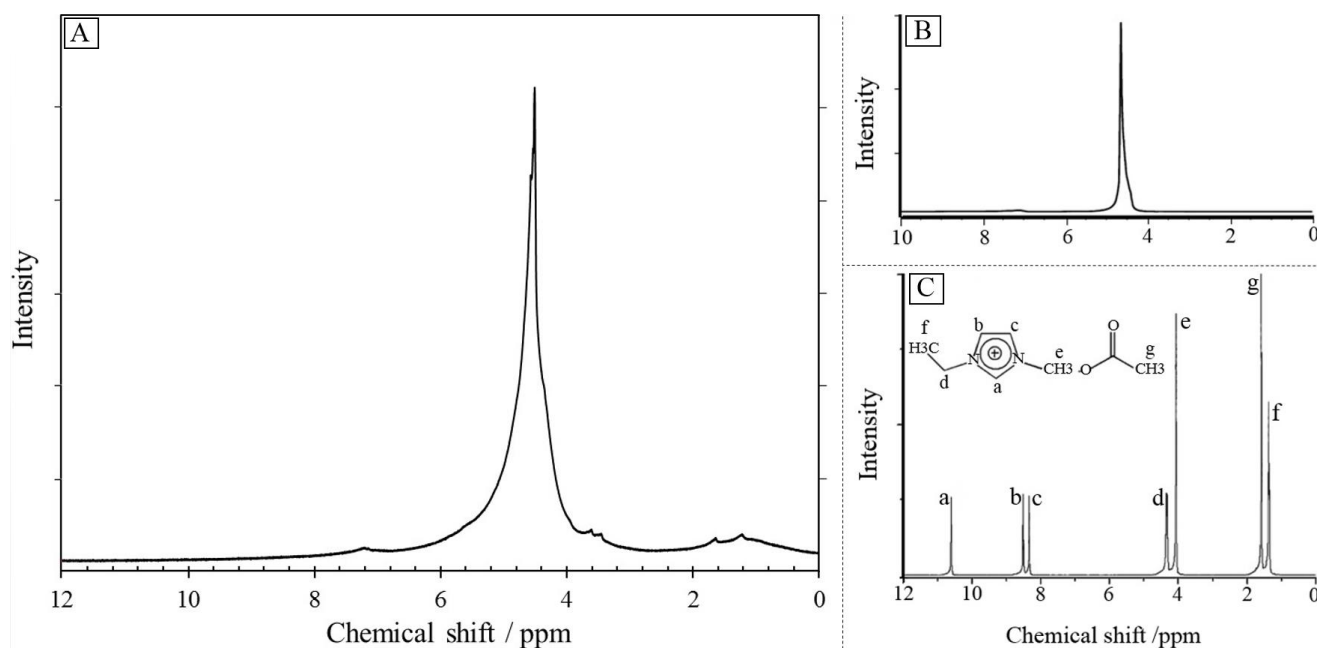 A
Intensity
12 10 8 6 4 2 0
Chemical shift / ppm
B
Intensity
10 8 6 4 2 0
C
Intensity
a b c d e g f
f
H3C
d
b c
N + N
a
e
CH3
-O
O
g
CH3
12 10 8 6 4 2 0
Chemical shift /ppm